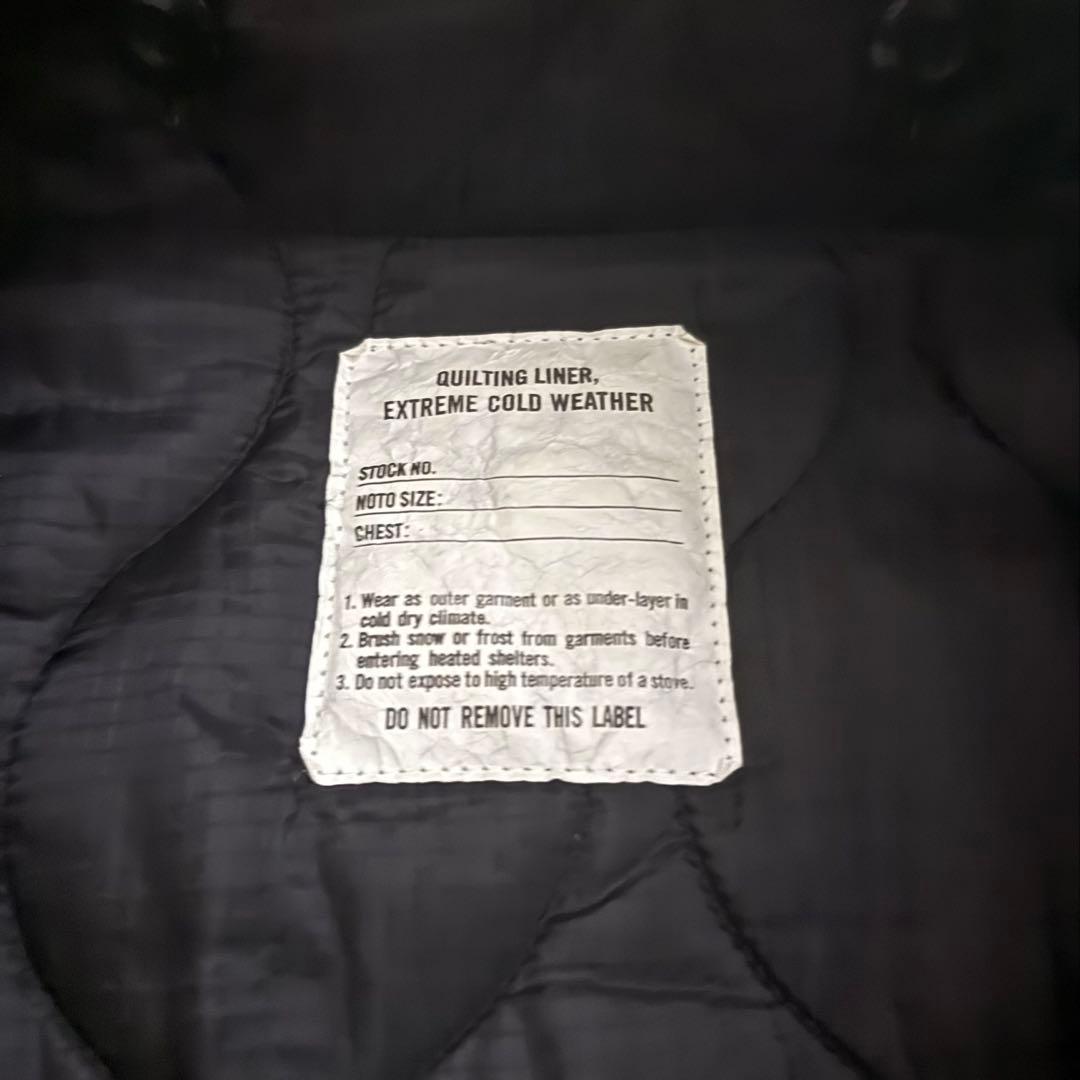 QUILTING LINER,
EXTREME COLD WEATHER
STOCK NO.
NOTO SIZE:
CHEST:
1. Wear as outer garment or as under-layer in
cold dry climate.
2. Brush snow or frost from garments before
entering heated shelters.
3. Do not expose to high temperature of a stove.
DO NOT REMOVE THIS LABEL